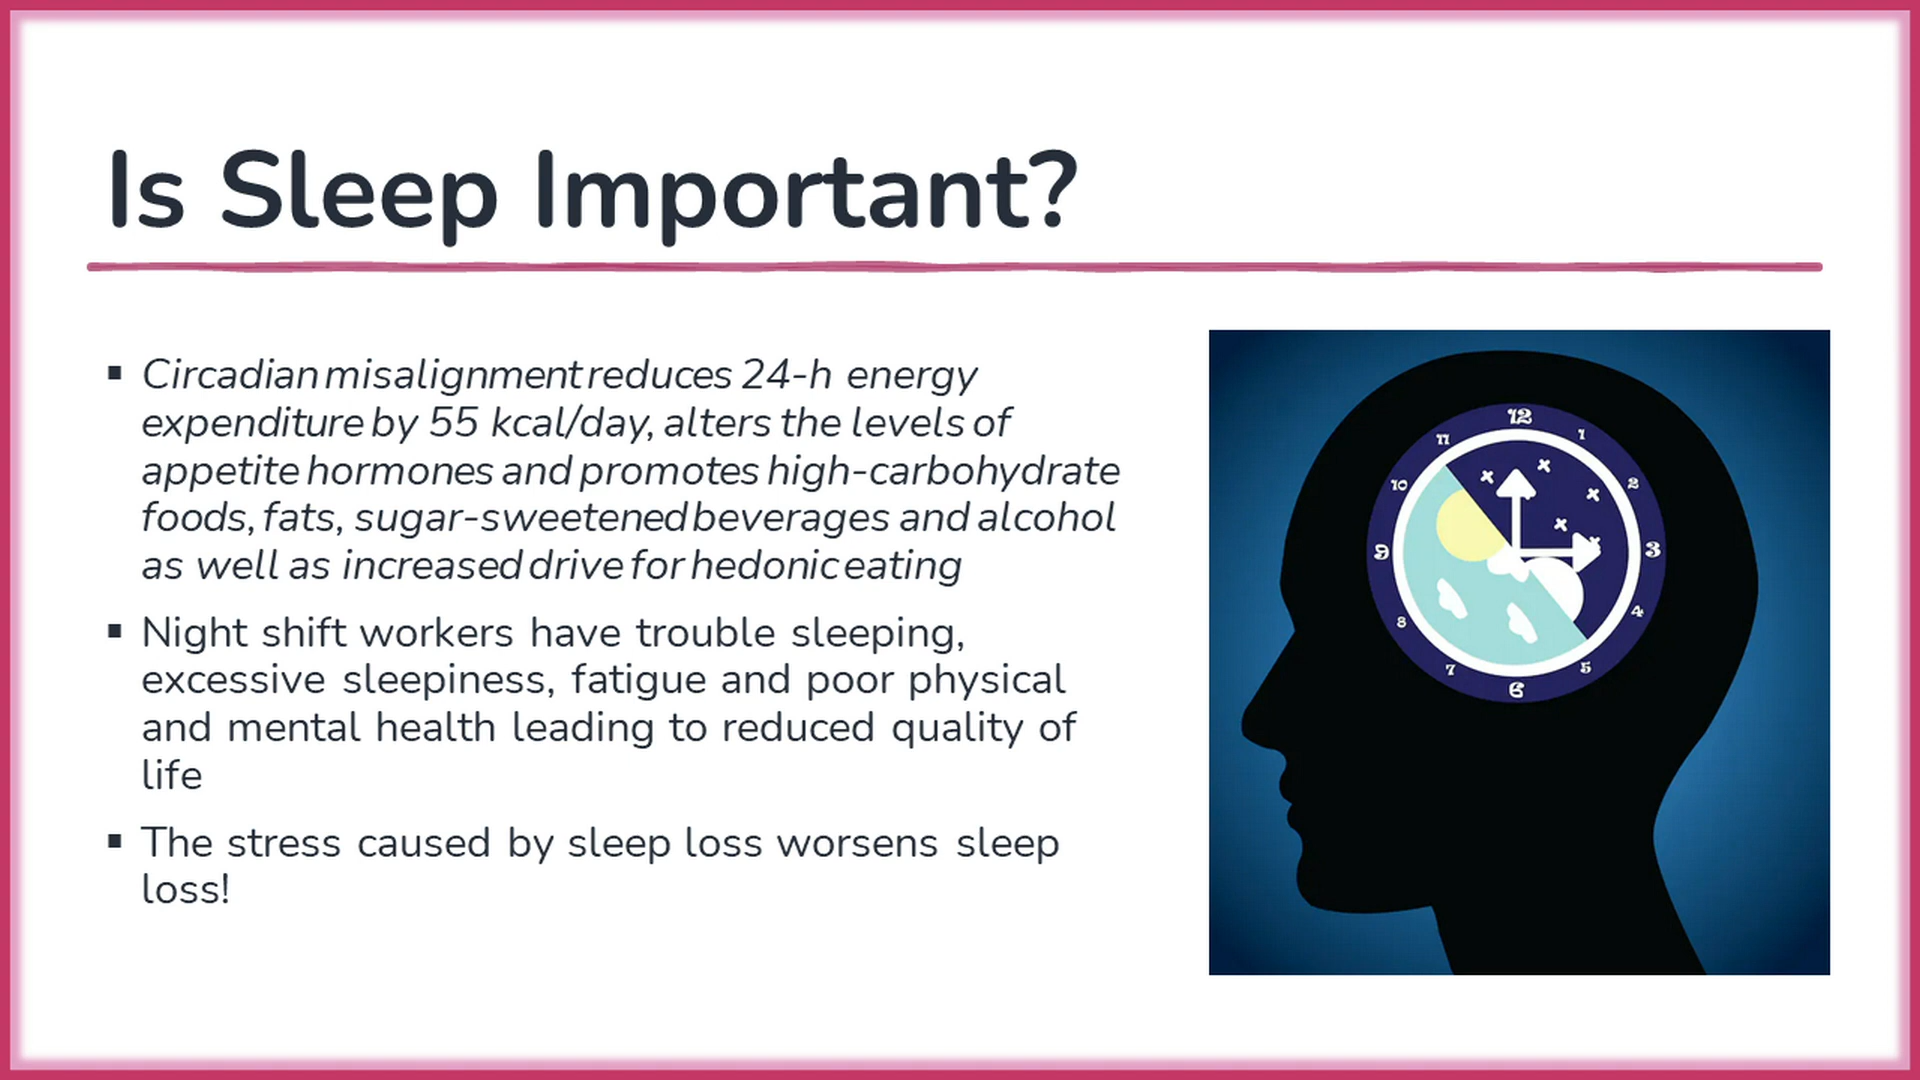 Is Sleep Important?
▪ Circadian misalignment reduces 24-h energy
expenditure by 55 kcal/day, alters the levels of
appetite hormones and promotes high-carbohydrate
foods, fats, sugar-sweetened beverages and alcohol
as well as increased drive for hedonic eating
▪ Night shift workers have trouble sleeping,
excessive sleepiness, fatigue and poor physical
and mental health leading to reduced quality of
life
▪ The stress caused by sleep loss worsens sleep
loss!
12
1
2
3
4
5
6
7
8
9
10
11